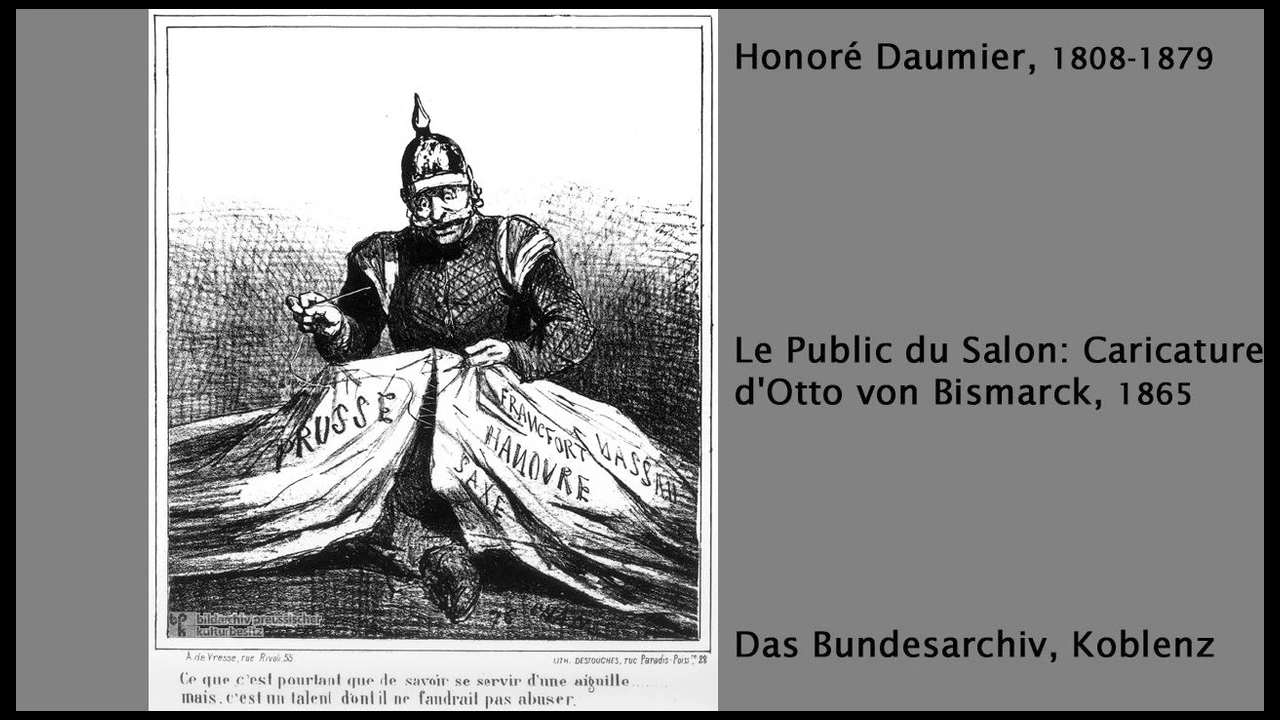 Honoré Daumier, 1808-1879
PRUSSE
FRANCFORT
NASSAU
HANOVRE
SAXE
Le Public du Salon: Caricature
d'Otto von Bismarck, 1865
bpk bildarchiv preussischer
kulturbesitz
A de Vresse, rue Rivoli, 55
LITH. DESTOUCHES, ruc Paradis-Poiss.re 28
Das Bundesarchiv, Koblenz
Ce que c'est pourtant que de savoir se servir d'une aiguille........
mais, c'est un talent dont il ne faudrait pas abuser.